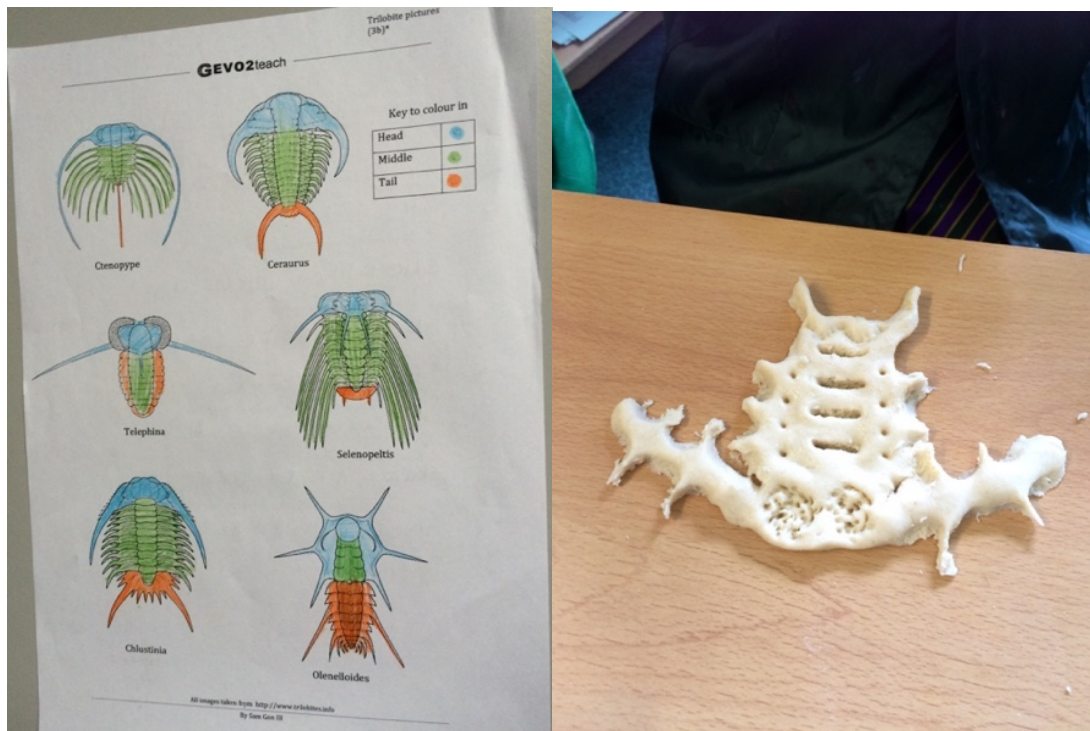 Trilobite pictures
(3b)*
GEVO2teach
Key to colour in
Head
Middle
Tail
Ctenopype
Ceraurus
Telephina
Selenopeltis
Chlustinia
Olenelloides
All images taken from http://www.trilobites.info
By Sam Gon III